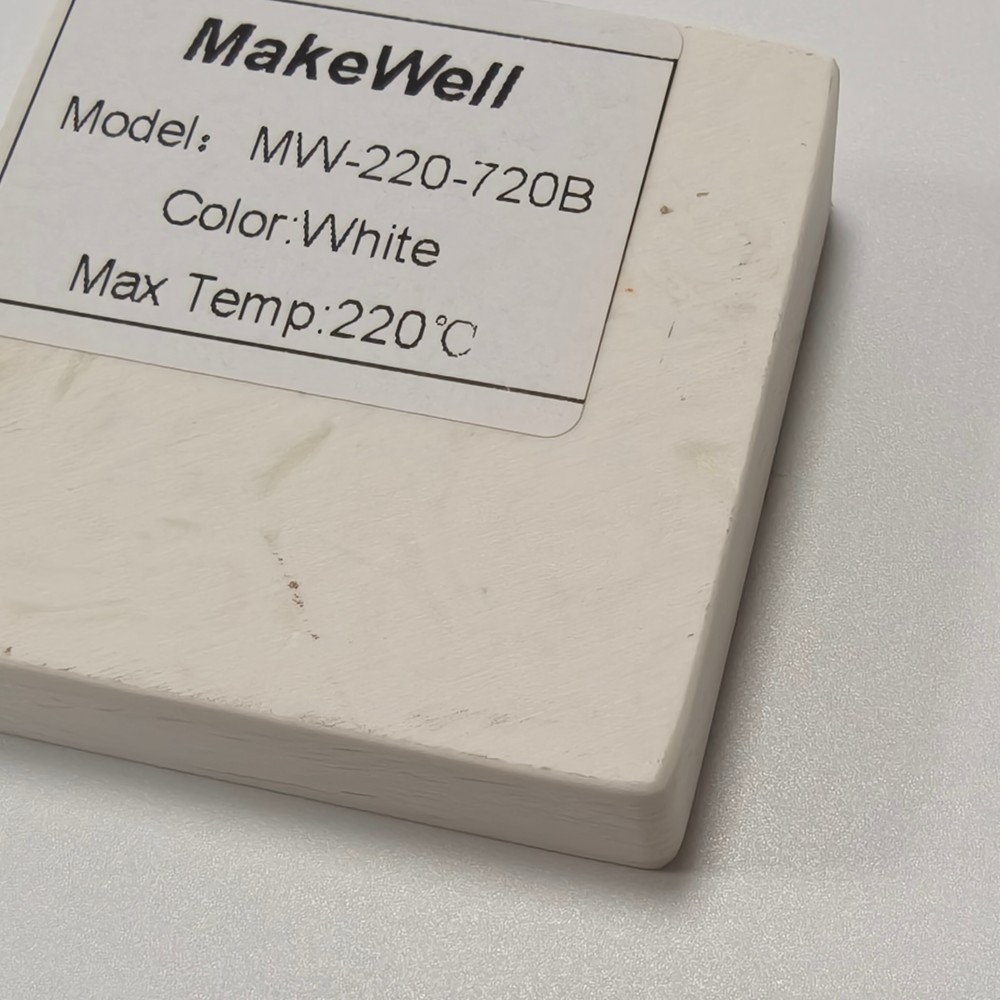 MakeWell
Model： MW-220-720B
Color:White
Max Temp:220℃